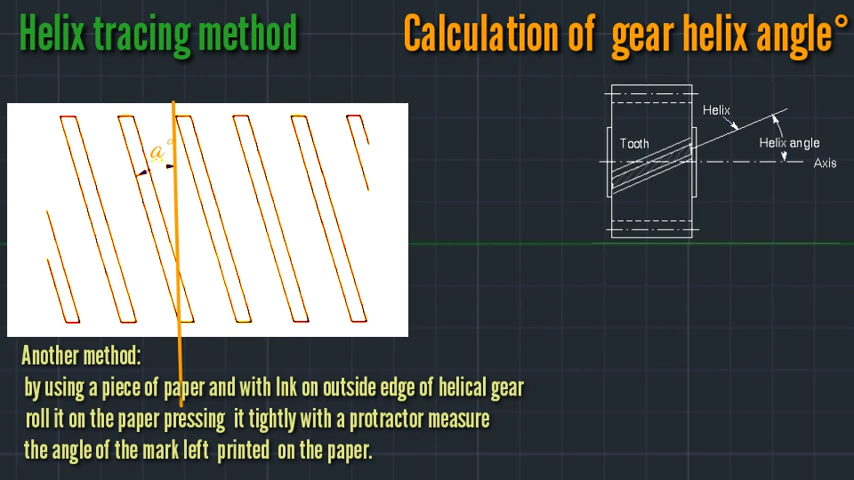 Helix tracing method
Calculation of gear helix angle°
a°
Helix
Tooth
Helix angle
Axis
Another method:
by using a piece of paper and with Ink on outside edge of helical gear
roll it on the paper pressing it tightly with a protractor measure
the angle of the mark left printed on the paper.